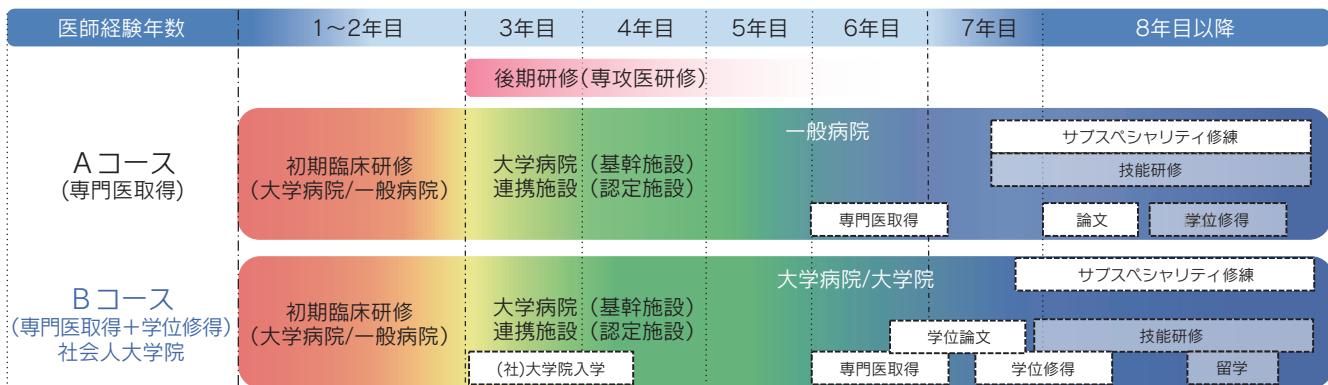 医師経験年数
1～2年目
3年目
4年目
5年目
6年目
7年目
8年目以降
後期研修(専攻医研修)
Aコース
(専門医取得)
初期臨床研修
(大学病院/一般病院)
大学病院（基幹施設）
連携施設（認定施設）
一般病院
サブスペシャリティ修練
技能研修
専門医取得
論文
学位修得
Bコース
(専門医取得＋学位修得)
社会人大学院
初期臨床研修
(大学病院/一般病院)
大学病院（基幹施設）
連携施設（認定施設）
大学病院/大学院
サブスペシャリティ修練
学位論文
技能研修
(社)大学院入学
専門医取得
学位修得
留学